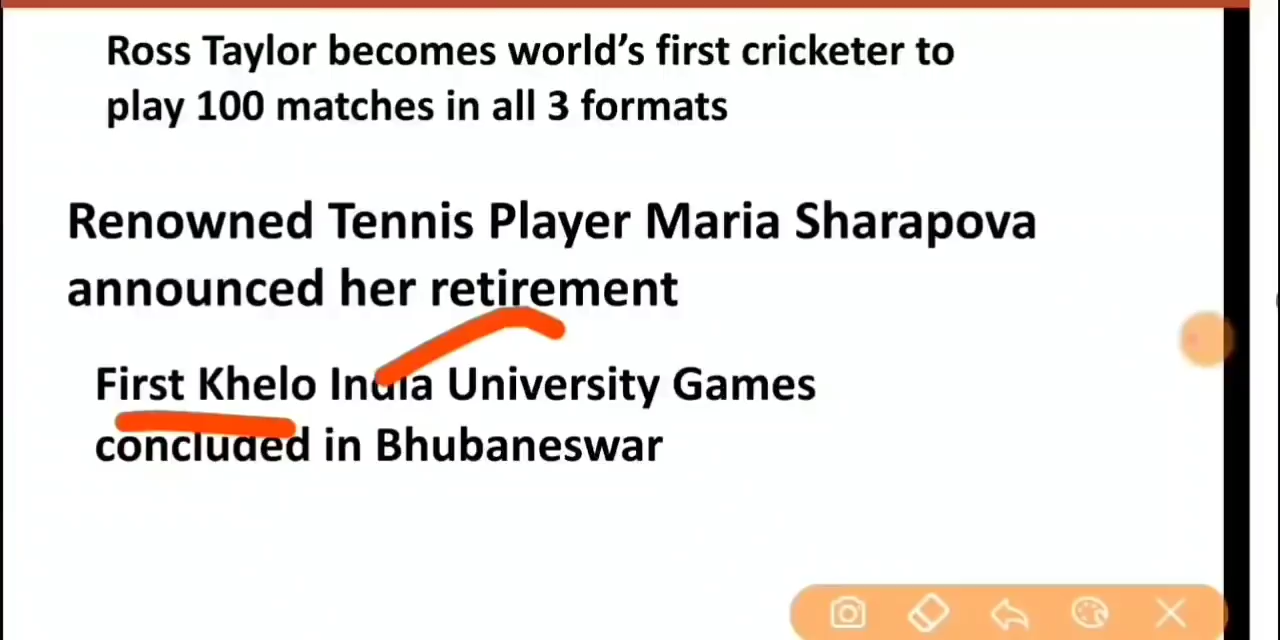 Ross Taylor becomes world’s first cricketer to
play 100 matches in all 3 formats
Renowned Tennis Player Maria Sharapova
announced her retirement
First Khelo India University Games
concluded in Bhubaneswar